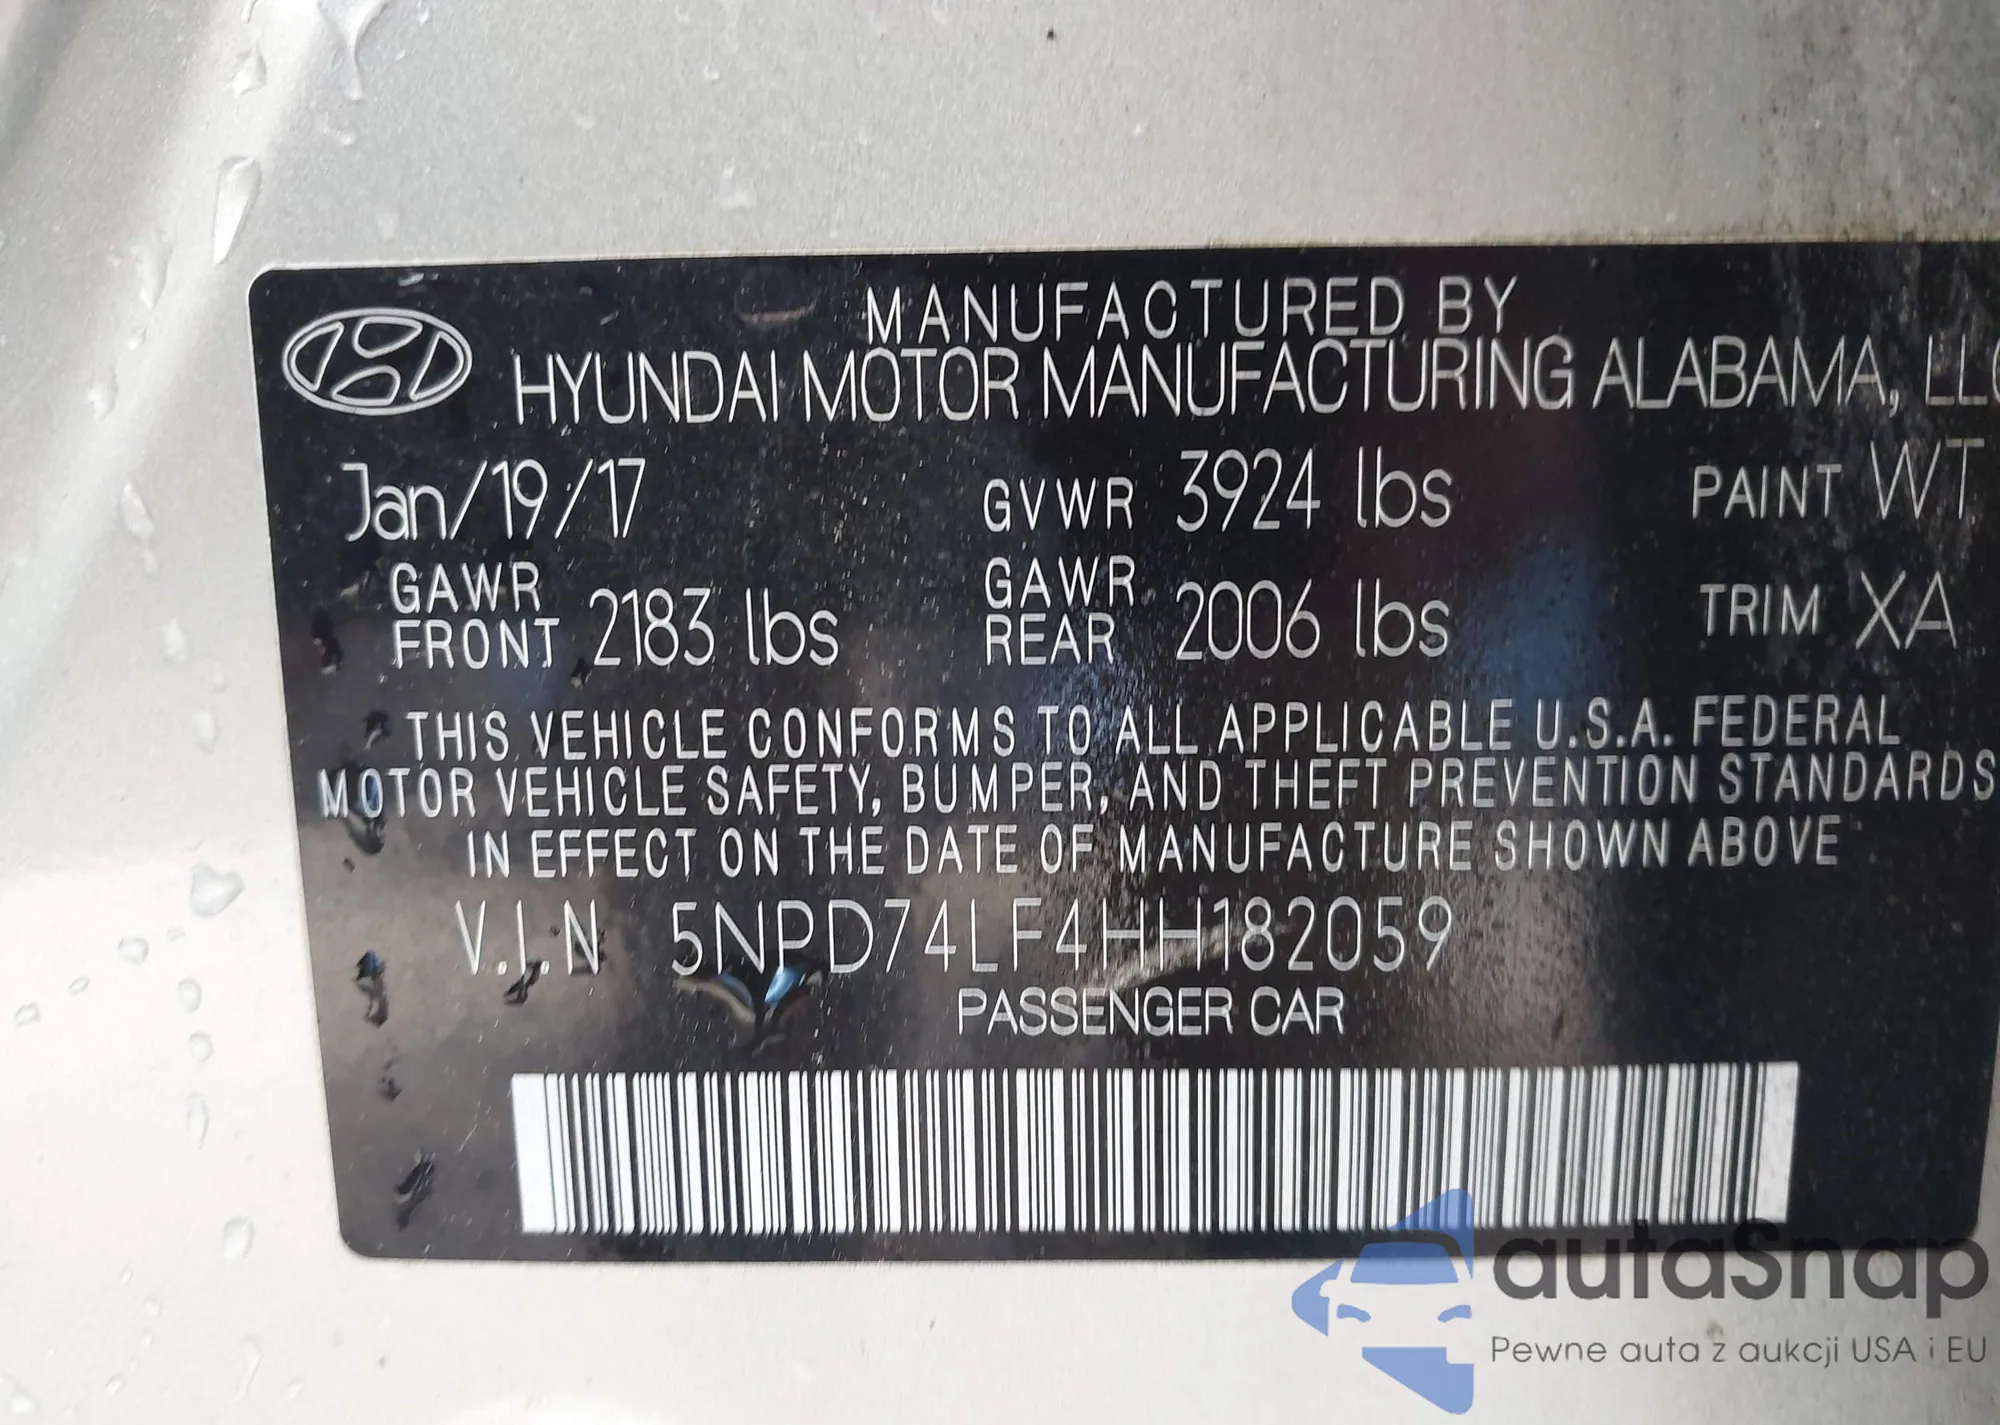 MANUFACTURED BY
HYUNDAI MOTOR MANUFACTURING ALABAMA, LLC
Jan/19/17 GVWR 3924 lbs PAINT WT
GAWR FRONT 2183 lbs GAWR REAR 2006 lbs TRIM XA
THIS VEHICLE CONFORMS TO ALL APPLICABLE U.S.A. FEDERAL
MOTOR VEHICLE SAFETY, BUMPER, AND THEFT PREVENTION STANDARDS
IN EFFECT ON THE DATE OF MANUFACTURE SHOWN ABOVE
V.I.N 5NPD74LF4HH182059
PASSENGER CAR
autaSnap
Pewne auta z aukcji USA i EU